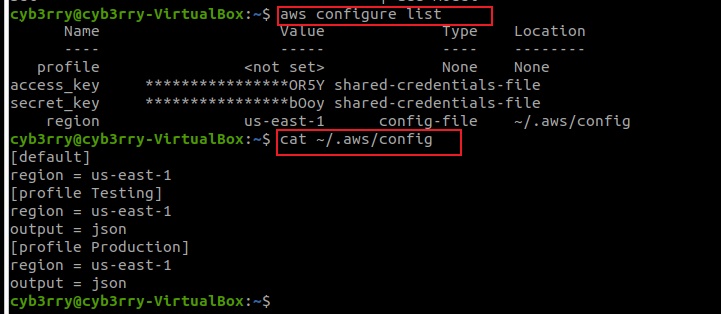 cyb3rry@cyb3rry-VirtualBox:~$ aws configure list
Name Value Type Location
---- ----- ---- --------
profile <not set> None None
access_key ****************OR5Y shared-credentials-file
secret_key ****************bOoy shared-credentials-file
region us-east-1 config-file ~/.aws/config
cyb3rry@cyb3rry-VirtualBox:~$ cat ~/.aws/config
[default]
region = us-east-1
[profile Testing]
region = us-east-1
output = json
[profile Production]
region = us-east-1
output = json
cyb3rry@cyb3rry-VirtualBox:~$